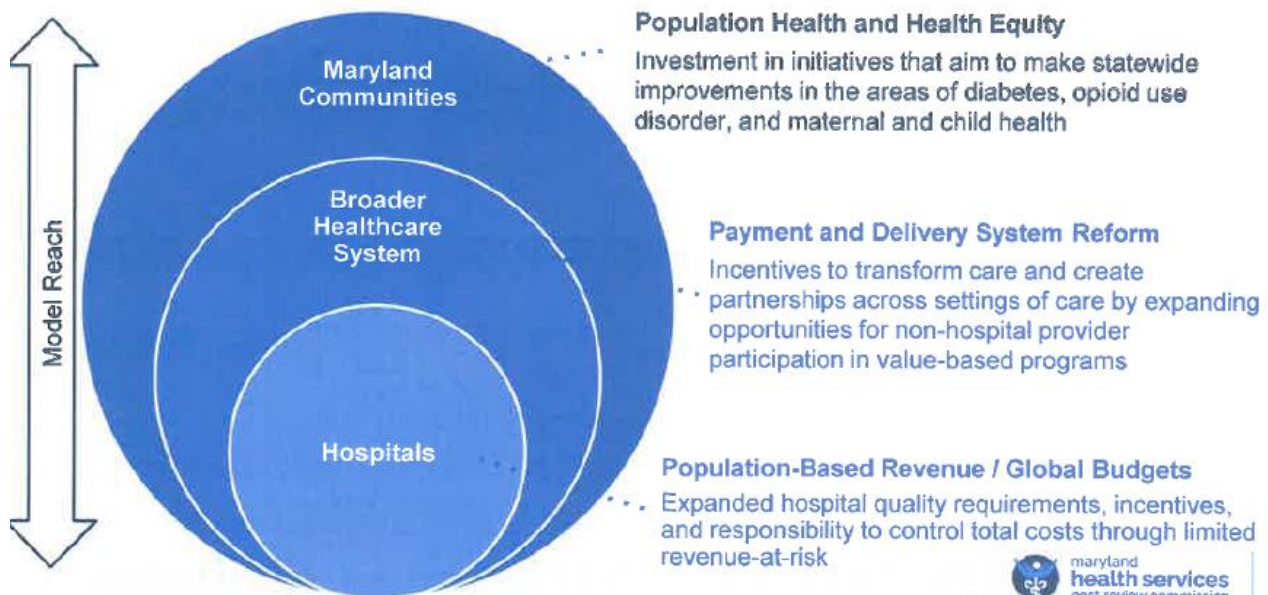 Population Health and Health Equity
Investment in initiatives that aim to make statewide
improvements in the areas of diabetes, opioid use
disorder, and maternal and child health
Maryland
Communities
Broader
Healthcare
System
Payment and Delivery System Reform
Incentives to transform care and create
partnerships across settings of care by expanding
opportunities for non-hospital provider
participation in value-based programs
Model Reach
Hospitals
Population-Based Revenue / Global Budgets
Expanded hospital quality requirements, incentives,
and responsibility to control total costs through limited
revenue-at-risk
maryland
health services
cost review commission